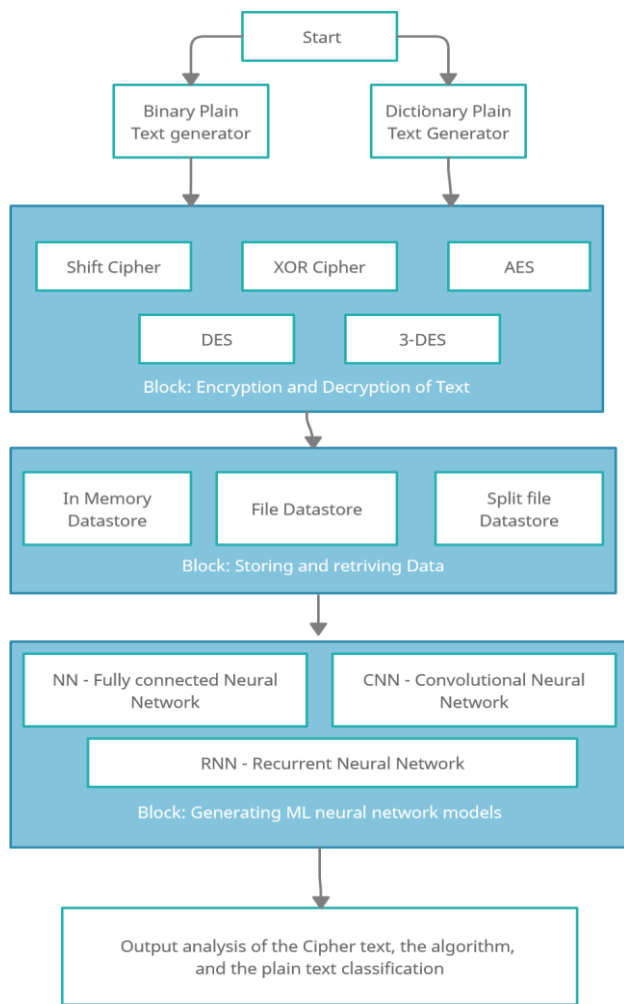 Start
Binary Plain
Text generator
Dictionary Plain
Text Generator
Shift Cipher
XOR Cipher
AES
DES
3-DES
Block: Encryption and Decryption of Text
In Memory
Datastore
File Datastore
Split file
Datastore
Block: Storing and retriving Data
NN - Fully connected Neural
Network
CNN - Convolutional Neural
Network
RNN - Recurrent Neural Network
Block: Generating ML neural network models
Output analysis of the Cipher text, the algorithm,
and the plain text classification